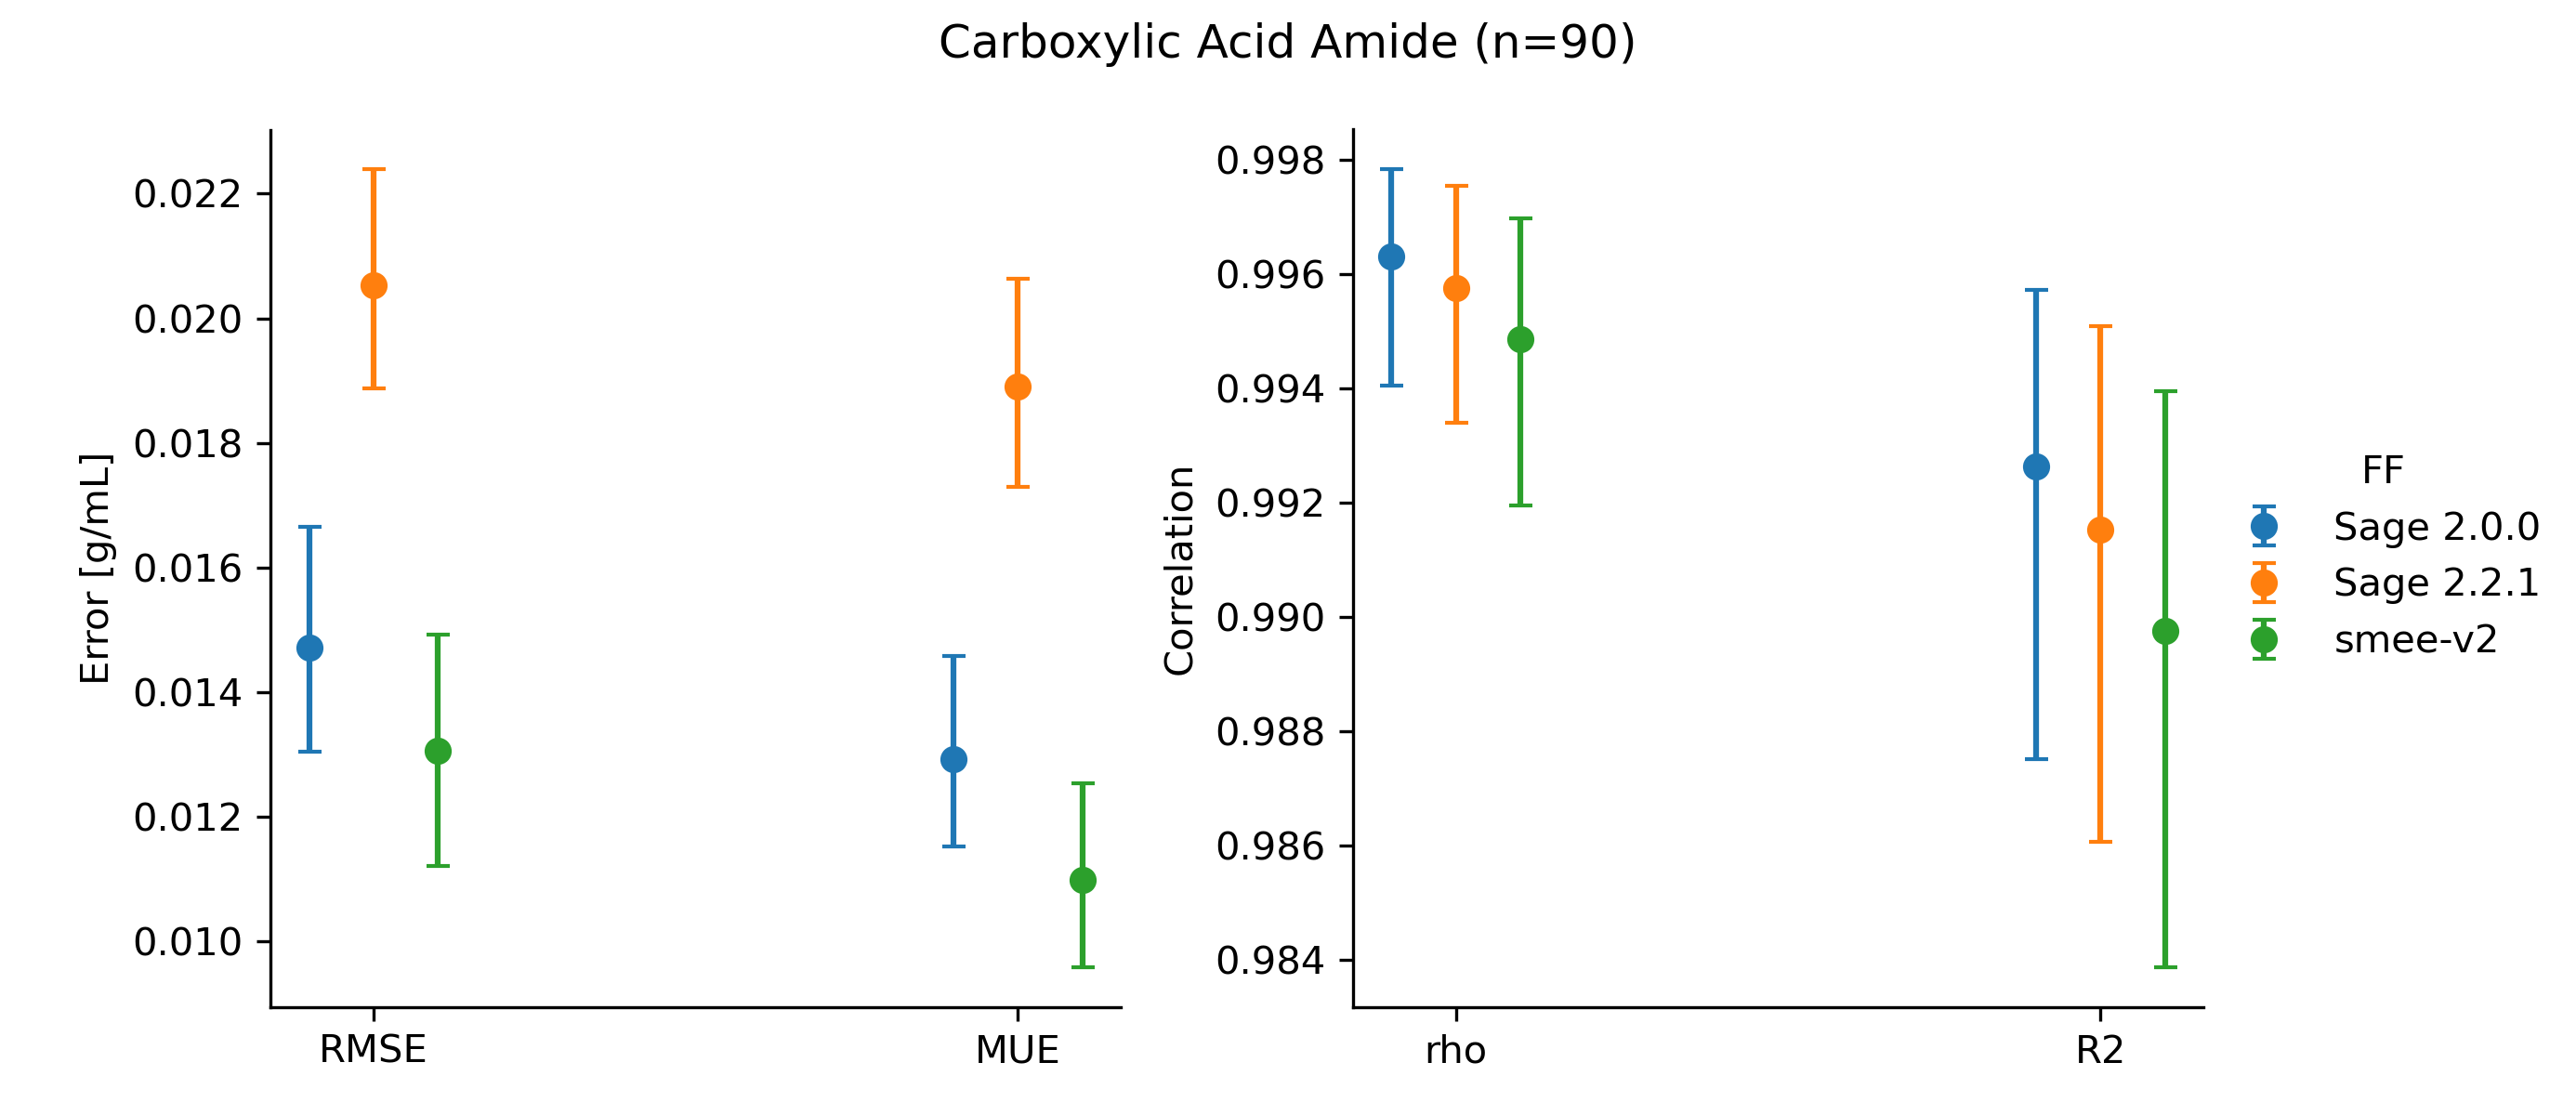 Carboxylic Acid Amide (n=90)
Error [g/mL]
0.022
0.020
0.018
0.016
0.014
0.012
0.010
RMSE
MUE
Correlation
0.998
0.996
0.994
0.992
0.990
0.988
0.986
0.984
rho
R2
FF
Sage 2.0.0
Sage 2.2.1
smee-v2